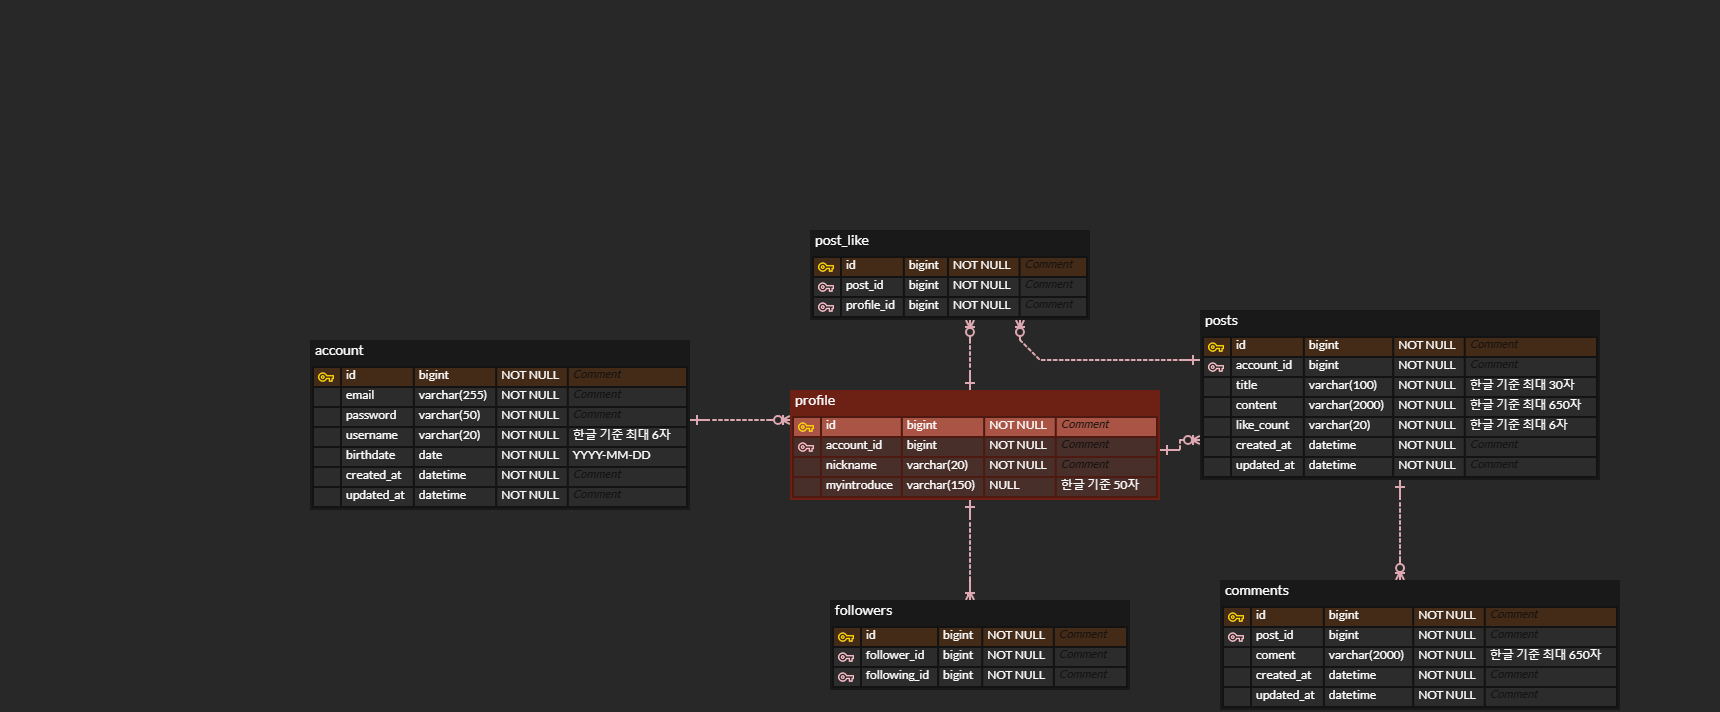 post_like
id bigint NOT NULL Comment
post_id bigint NOT NULL Comment
profile_id bigint NOT NULL Comment
posts
id bigint NOT NULL Comment
account_id bigint NOT NULL Comment
title varchar(100) NOT NULL 한글 기준 최대 30자
content varchar(2000) NOT NULL 한글 기준 최대 650자
like_count varchar(20) NOT NULL 한글 기준 최대 6자
created_at datetime NOT NULL Comment
updated_at datetime NOT NULL Comment
account
id bigint NOT NULL Comment
email varchar(255) NOT NULL Comment
password varchar(50) NOT NULL Comment
username varchar(20) NOT NULL 한글 기준 최대 6자
birthdate date NOT NULL YYYY-MM-DD
created_at datetime NOT NULL Comment
updated_at datetime NOT NULL Comment
profile
id bigint NOT NULL Comment
account_id bigint NOT NULL Comment
nickname varchar(20) NOT NULL Comment
myintroduce varchar(150) NULL 한글 기준 50자
followers
id bigint NOT NULL Comment
follower_id bigint NOT NULL Comment
following_id bigint NOT NULL Comment
comments
id bigint NOT NULL Comment
post_id bigint NOT NULL Comment
coment varchar(2000) NOT NULL 한글 기준 최대 650자
created_at datetime NOT NULL Comment
updated_at datetime NOT NULL Comment